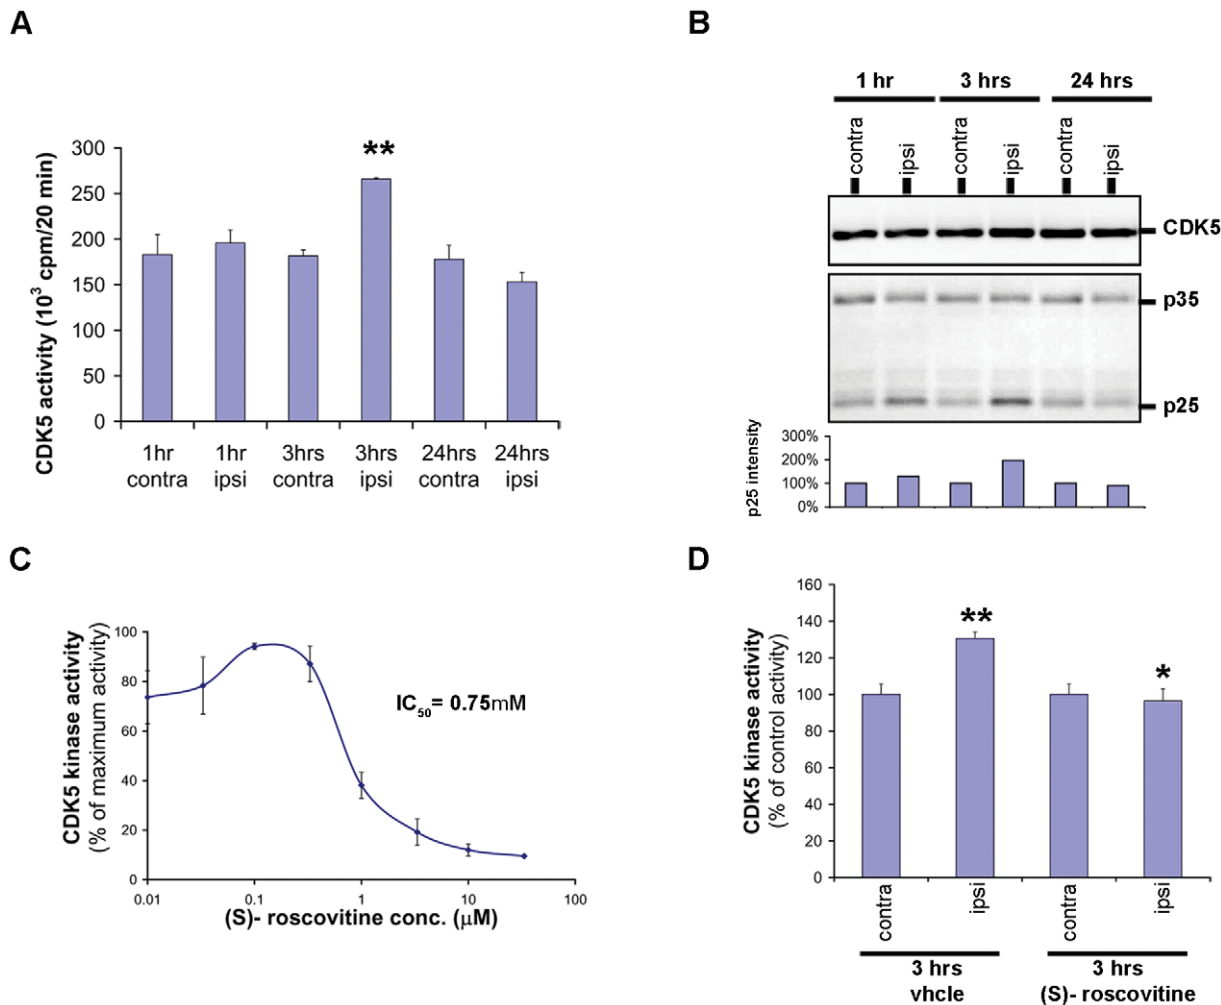 A
CDK5 activity (10³ cpm/20 min)
300
250
200
150
100
50
0
**
1hr contra
1hr ipsi
3hrs contra
3hrs ipsi
24hrs contra
24hrs ipsi
B
1 hr
3 hrs
24 hrs
contra
ipsi
contra
ipsi
contra
ipsi
CDK5
p35
p25
p25 intensity
300%
200%
100%
0%
C
CDK5 kinase activity
(% of maximum activity)
100
80
60
40
20
0
IC50= 0.75mM
0.01
0.1
1
10
100
(S)- roscovitine conc. (μM)
D
CDK5 kinase activity
(% of control activity)
160
140
120
100
80
60
40
20
0
**
*
contra
ipsi
contra
ipsi
3 hrs
vhcle
3 hrs
(S)- roscovitine